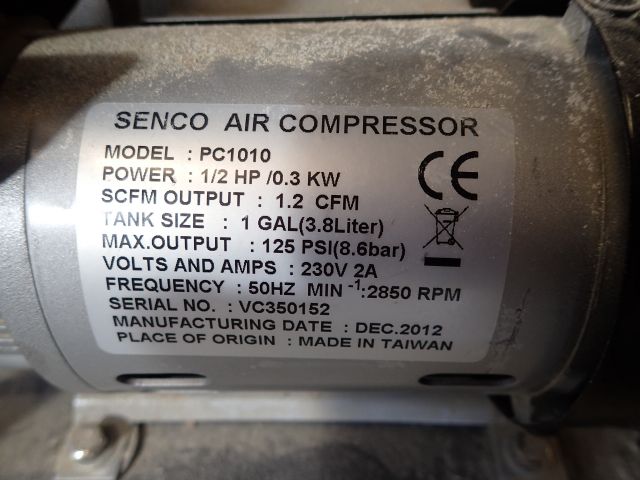 SENCO AIR COMPRESSOR
MODEL : PC1010
POWER : 1/2 HP /0.3 KW
SCFM OUTPUT : 1.2 CFM
TANK SIZE : 1 GAL(3.8Liter)
MAX.OUTPUT : 125 PSI(8.6bar)
VOLTS AND AMPS : 230V 2A
FREQUENCY : 50HZ MIN⁻¹:2850 RPM
SERIAL NO. : VC350152
MANUFACTURING DATE : DEC.2012
PLACE OF ORIGIN : MADE IN TAIWAN
CE